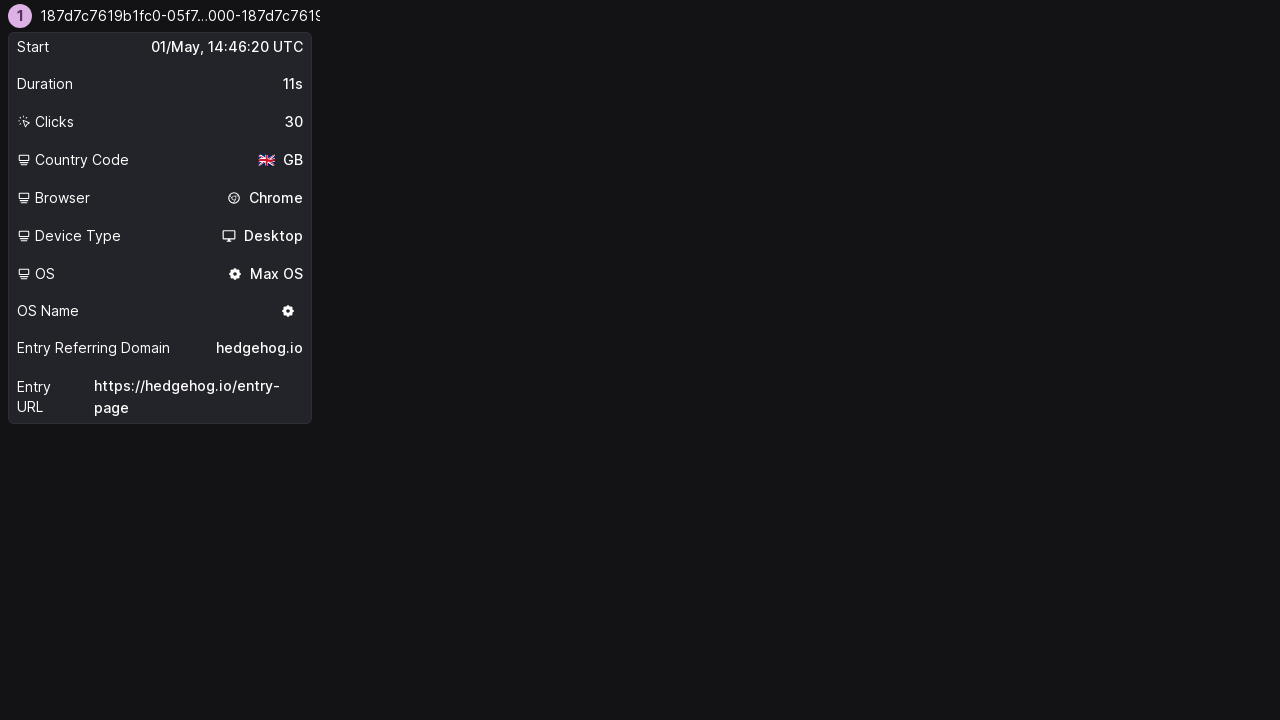 1 187d7c7619b1fc0-05f7...000-187d7c7619
Start 01/May, 14:46:20 UTC
Duration 11s
Clicks 30
Country Code GB
Browser Chrome
Device Type Desktop
OS Max OS
OS Name
Entry Referring Domain hedgehog.io
Entry URL https://hedgehog.io/entry-page